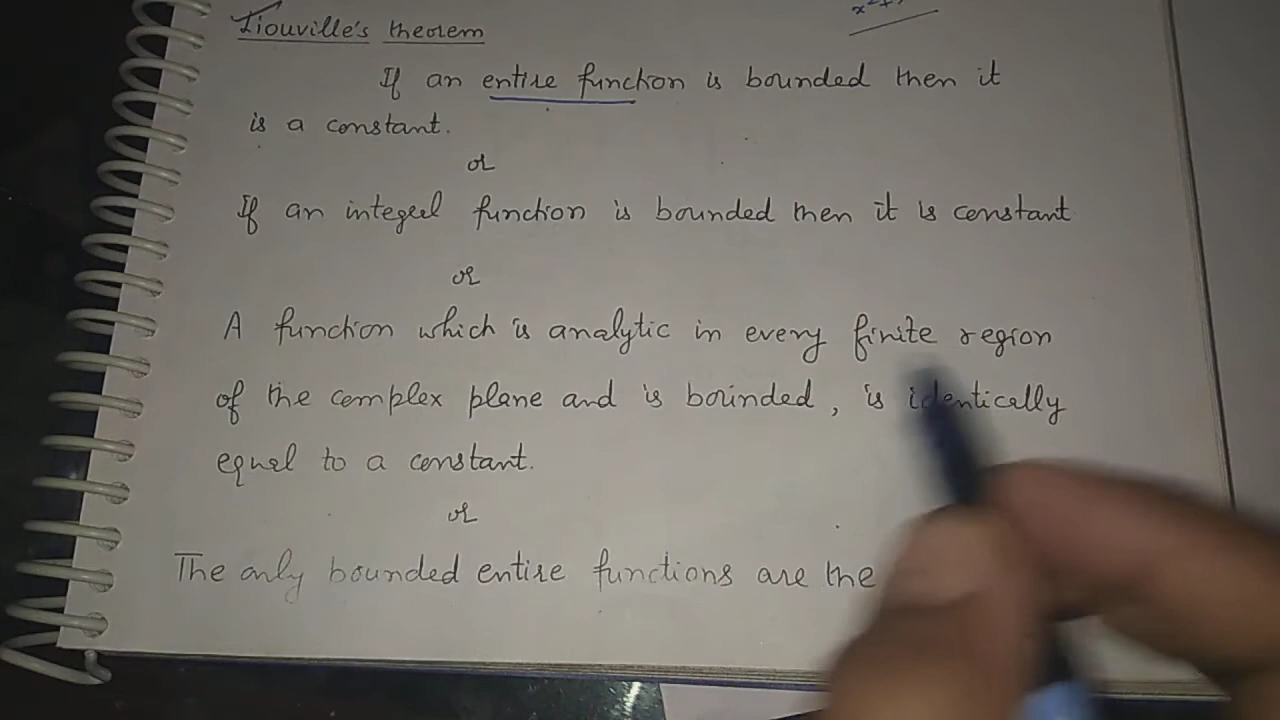 Liouville's theorem
If an entire function is bounded then it
is a constant.
or
If an integral function is bounded then it is constant
or
A function which is analytic in every finite region
of the complex plane and is bounded, is identically
equal to a constant.
or
The only bounded entire functions are the